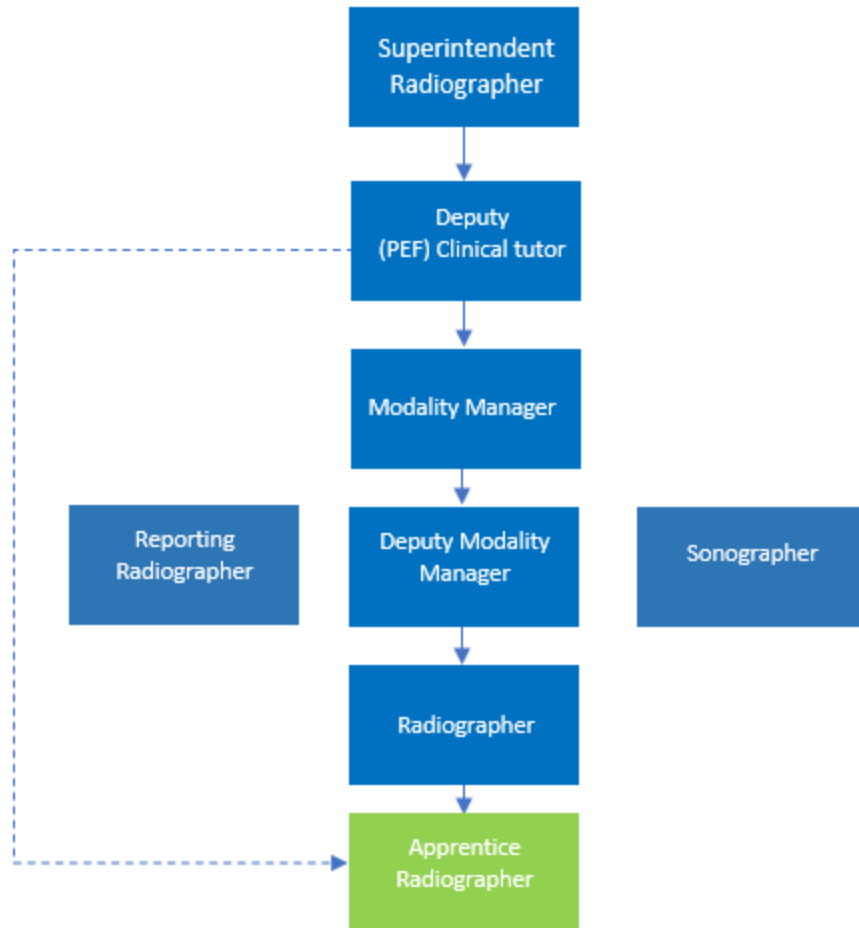 Superintendent
Radiographer
Deputy
(PEF) Clinical tutor
Modality Manager
Reporting
Radiographer
Deputy Modality
Manager
Sonographer
Radiographer
Apprentice
Radiographer